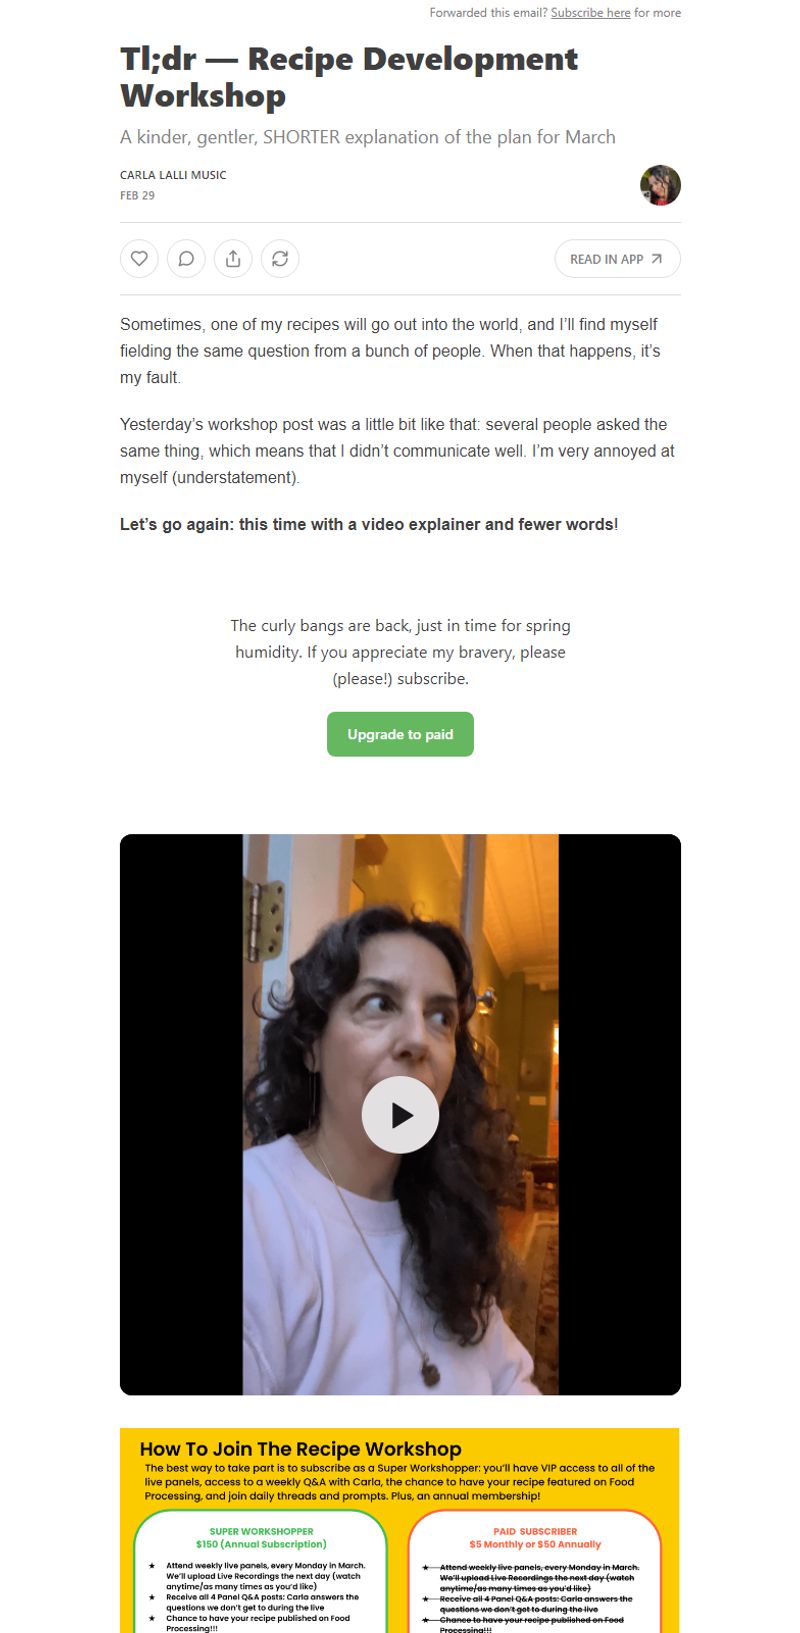 Forwarded this email? Subscribe here for more
Tl;dr — Recipe Development
Workshop
A kinder, gentler, SHORTER explanation of the plan for March
CARLA LALLI MUSIC
FEB 29
READ IN APP
Sometimes, one of my recipes will go out into the world, and I’ll find myself
fielding the same question from a bunch of people. When that happens, it’s
my fault.
Yesterday’s workshop post was a little bit like that: several people asked the
same thing, which means that I didn’t communicate well. I’m very annoyed at
myself (understatement).
Let’s go again: this time with a video explainer and fewer words!
The curly bangs are back, just in time for spring
humidity. If you appreciate my bravery, please
(please!) subscribe.
Upgrade to paid
How To Join The Recipe Workshop
The best way to take part is to subscribe as a Super Workshopper: you’ll have VIP access to all of the
live panels, access to a weekly Q&A with Carla, the chance to have your recipe featured on Food
Processing, and join daily threads and prompts. Plus, an annual membership!
SUPER WORKSHOPPER
$150 (Annual Subscription)
★ Attend weekly live panels, every Monday in March.
We’ll upload Live Recordings the next day (watch
anytime/as many times as you’d like)
★ Receive all 4 Panel Q&A posts: Carla answers the
questions we don’t get to during the live
★ Chance to have your recipe published on Food
Processing!!!
PAID SUBSCRIBER
$5 Monthly or $50 Annually
★ Attend weekly live panels, every Monday in March.
We’ll upload Live Recordings the next day (watch
anytime/as many times as you’d like)
★ Receive all 4 Panel Q&A posts: Carla answers the
questions we don’t get to during the live
★ Chance to have your recipe published on Food
Processing!!!